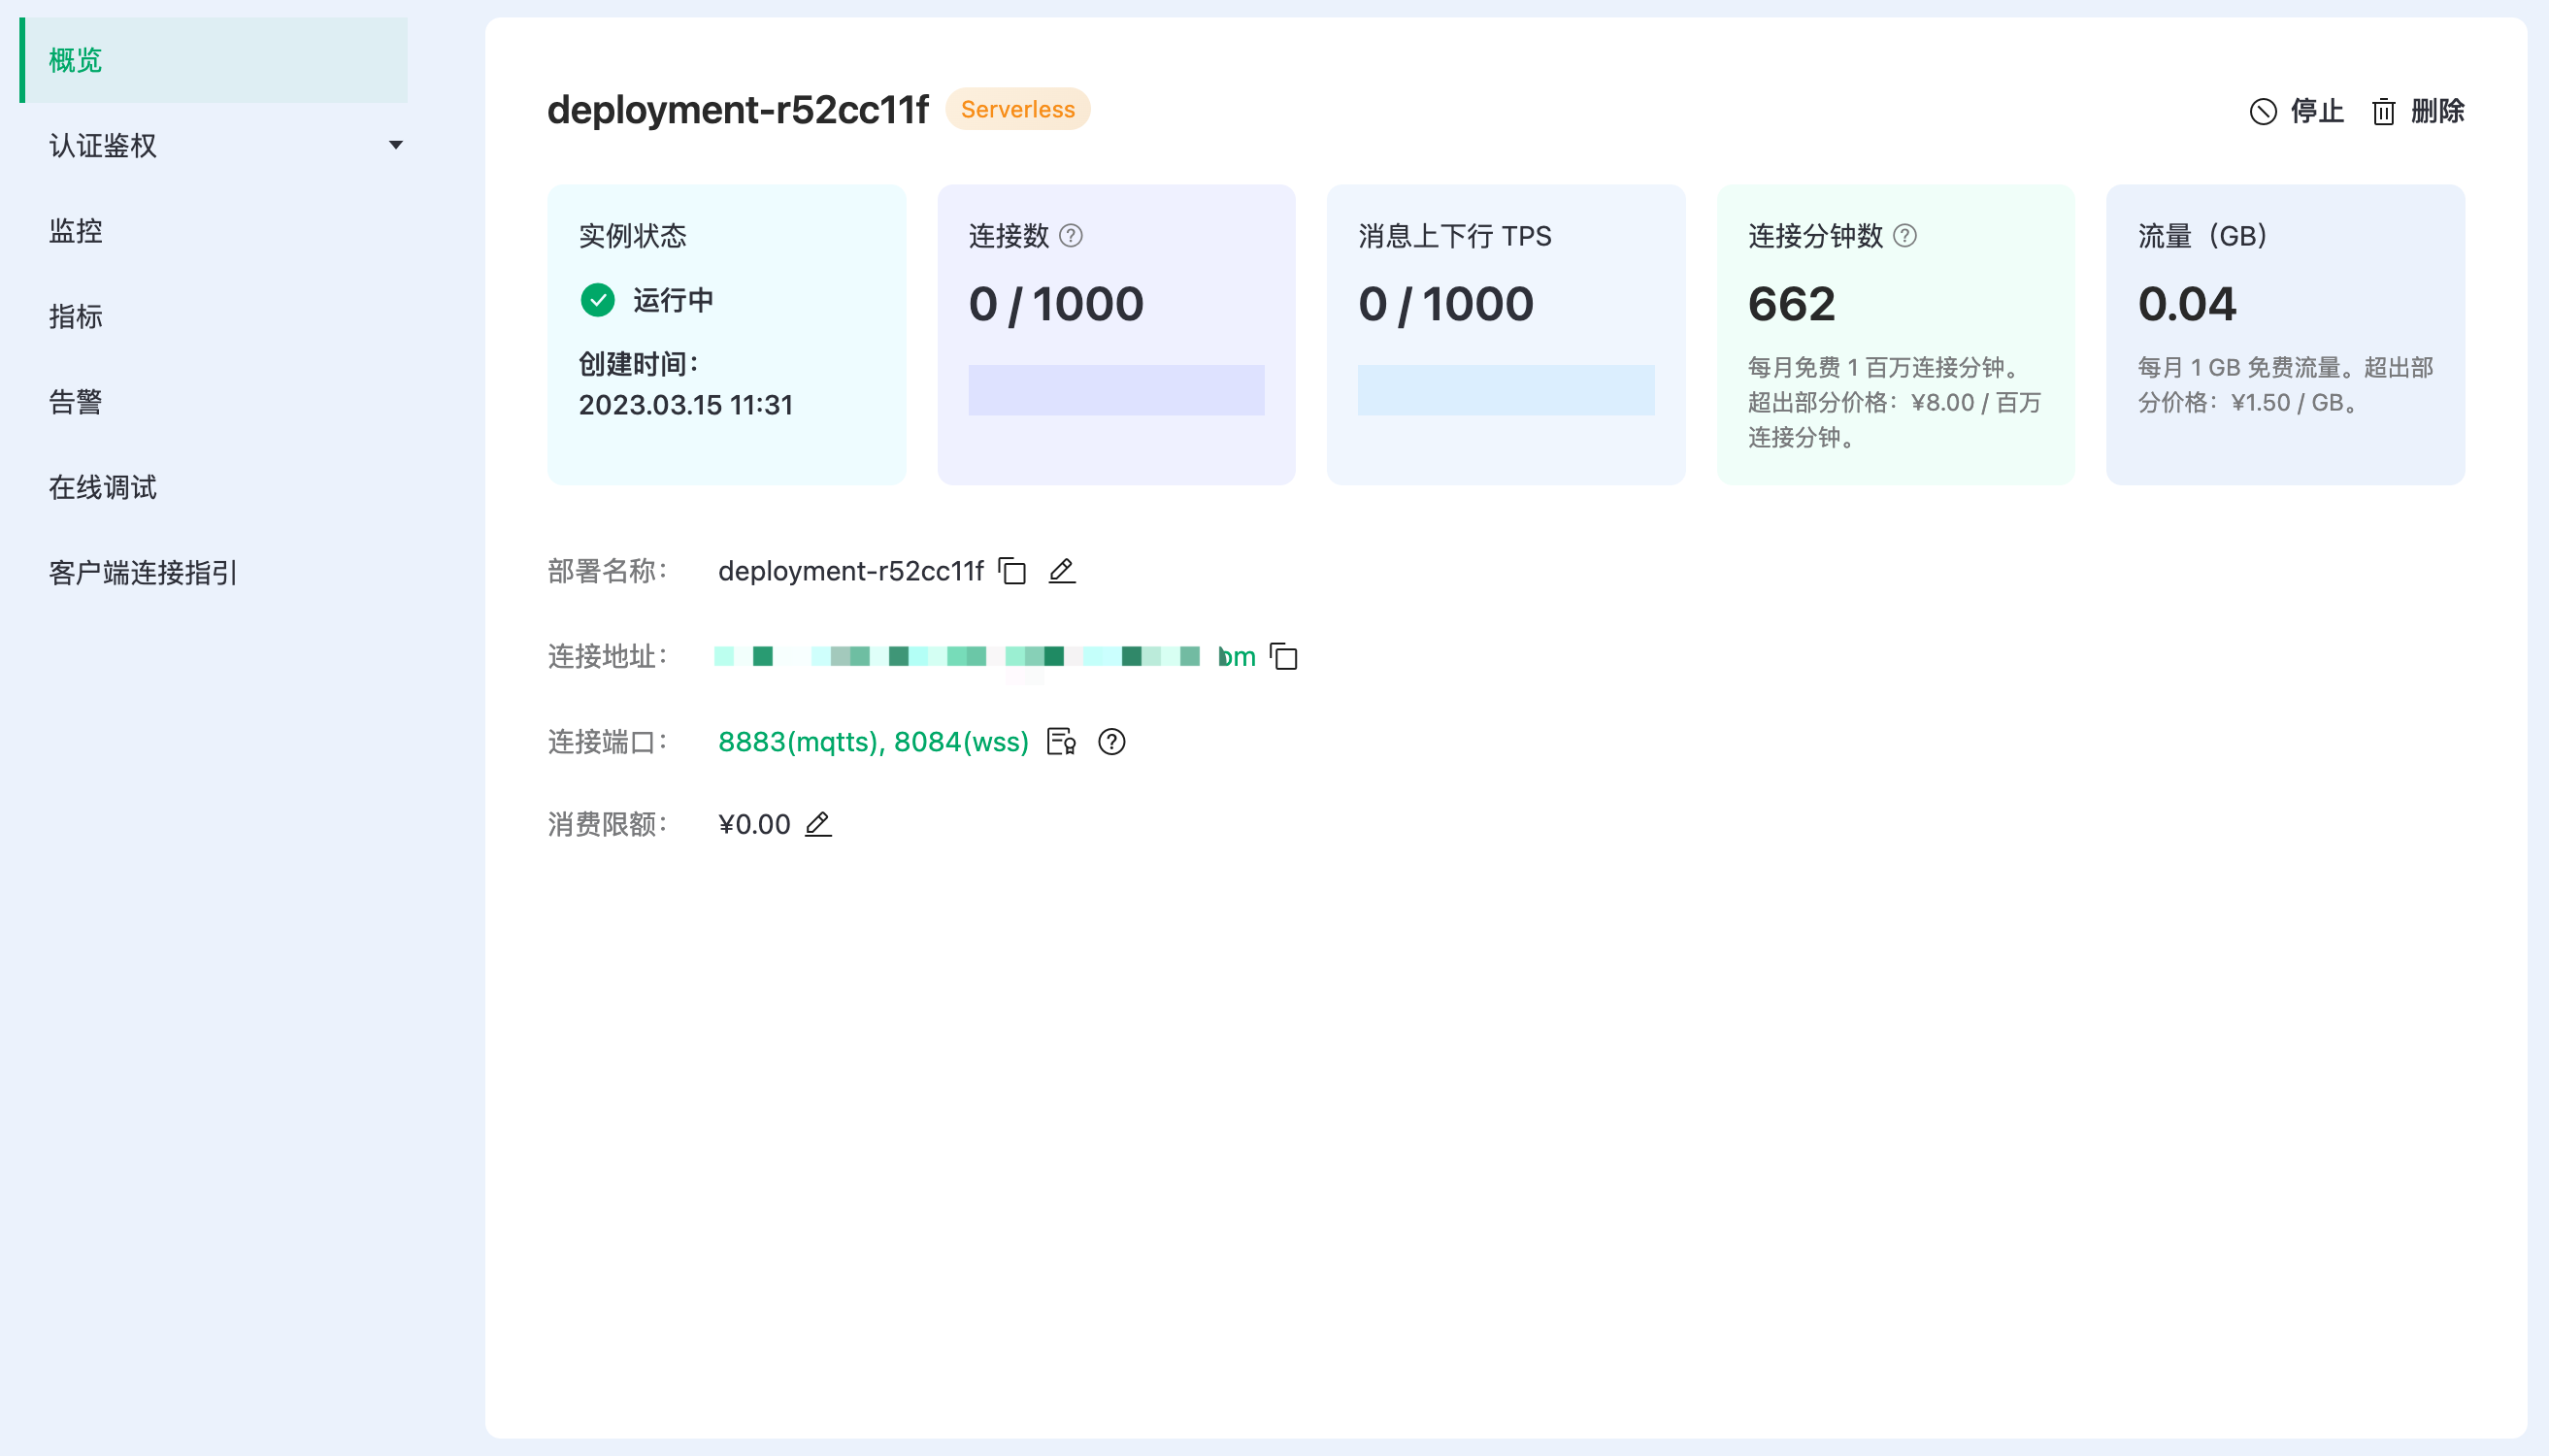 概览
认证鉴权
监控
指标
告警
在线调试
客户端连接指引
deployment-r52cc11f Serverless
停止 删除
实例状态
运行中
创建时间：
2023.03.15 11:31
连接数
0 / 1000
消息上下行 TPS
0 / 1000
连接分钟数
662
每月免费 1 百万连接分钟。
超出部分价格：¥8.00 / 百万
连接分钟。
流量（GB）
0.04
每月 1 GB 免费流量。超出部
分价格：¥1.50 / GB。
部署名称： deployment-r52cc11f
连接地址：
连接端口： 8883(mqtts), 8084(wss)
消费限额： ¥0.00